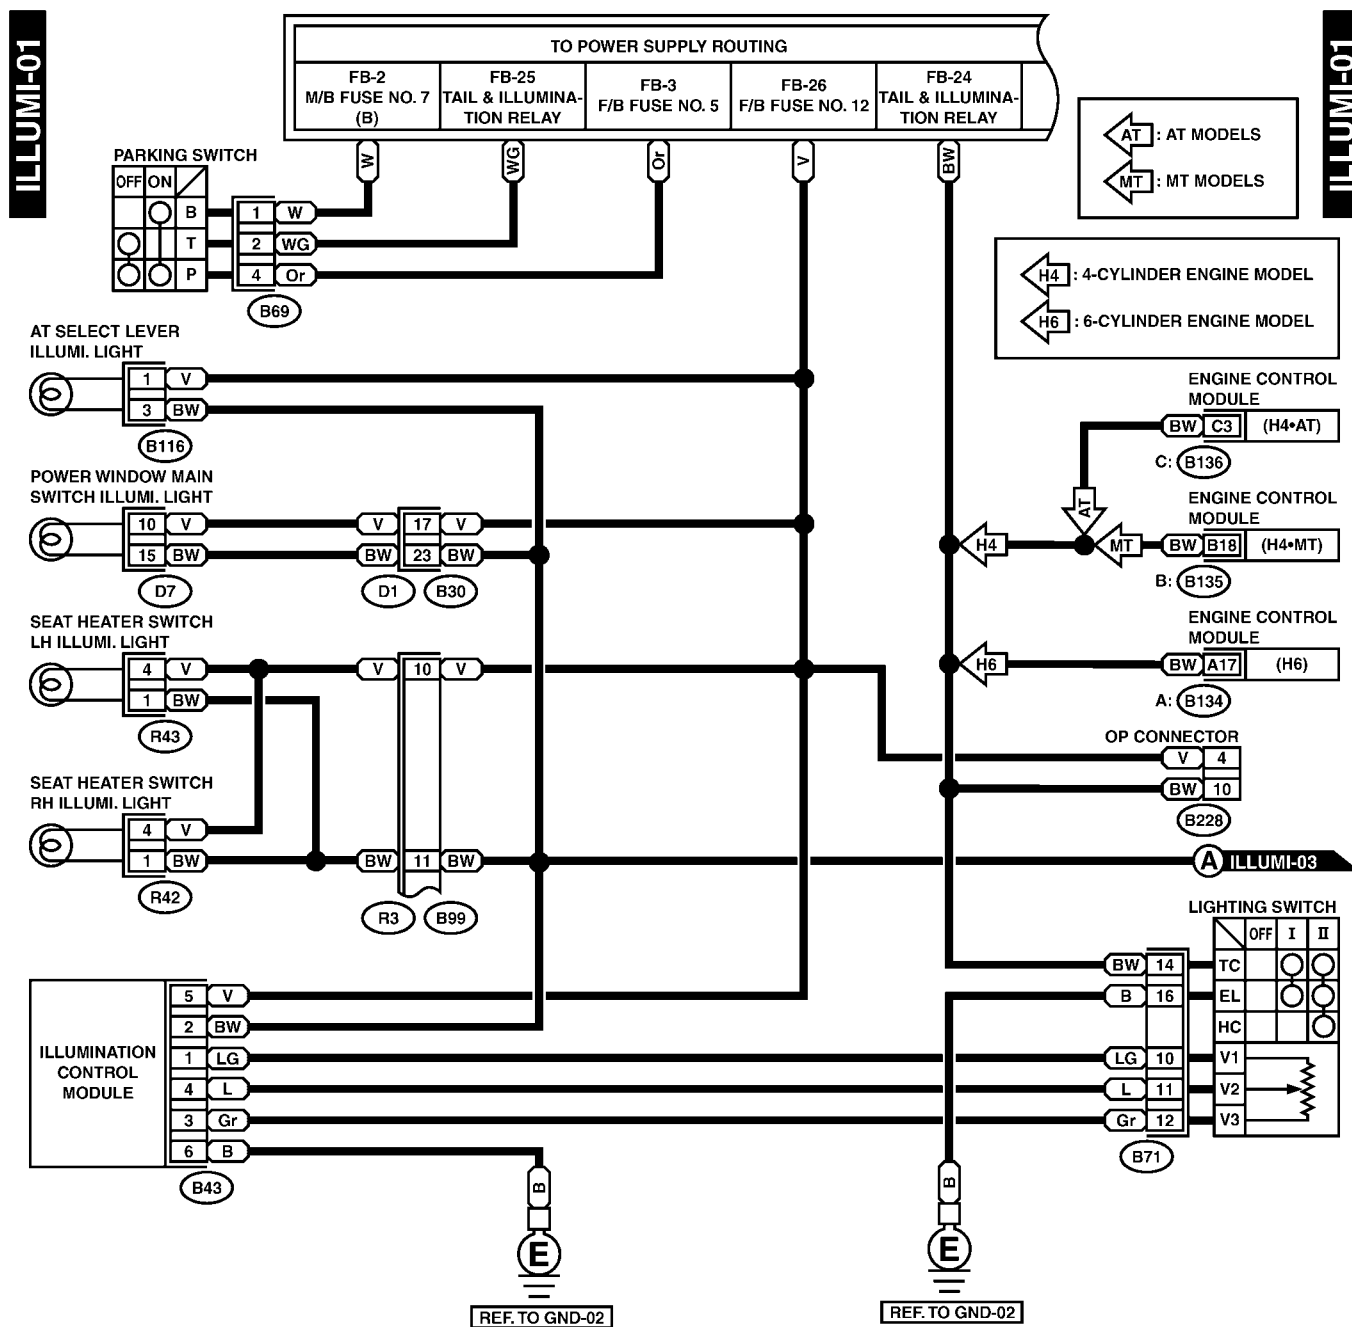 ILLUMI-01
ILLUMI-01
TO POWER SUPPLY ROUTING
FB-2
M/B FUSE NO. 7
(B)
FB-25
TAIL & ILLUMINA-
TION RELAY
FB-3
F/B FUSE NO. 5
FB-26
F/B FUSE NO. 12
FB-24
TAIL & ILLUMINA-
TION RELAY
W
WG
Or
V
BW
AT : AT MODELS
MT : MT MODELS
H4 : 4-CYLINDER ENGINE MODEL
H6 : 6-CYLINDER ENGINE MODEL
PARKING SWITCH
OFF ON
B 1 W
T 2 WG
P 4 Or
B69
AT SELECT LEVER
ILLUMI. LIGHT
1 V
3 BW
B116
POWER WINDOW MAIN
SWITCH ILLUMI. LIGHT
10 V V 17 V
15 BW BW 23 BW
D7 D1 B30
SEAT HEATER SWITCH
LH ILLUMI. LIGHT
4 V V 10 V
1 BW
R43
SEAT HEATER SWITCH
RH ILLUMI. LIGHT
4 V
1 BW BW 11 BW
R42 R3 B99
ENGINE CONTROL
MODULE
BW C3 (H4•AT)
C: B136
AT
ENGINE CONTROL
MODULE
H4 MT BW B18 (H4•MT)
B: B135
ENGINE CONTROL
MODULE
H6 BW A17 (H6)
A: B134
OP CONNECTOR
V 4
BW 10
B228
A ILLUMI-03
LIGHTING SWITCH
OFF I II
BW 14 TC
B 16 EL
HC
LG 10 V1
L 11 V2
Gr 12 V3
B71
ILLUMINATION
CONTROL
MODULE
5 V
2 BW
1 LG
4 L
3 Gr
6 B
B43
B
E
REF. TO GND-02
B
E
REF. TO GND-02